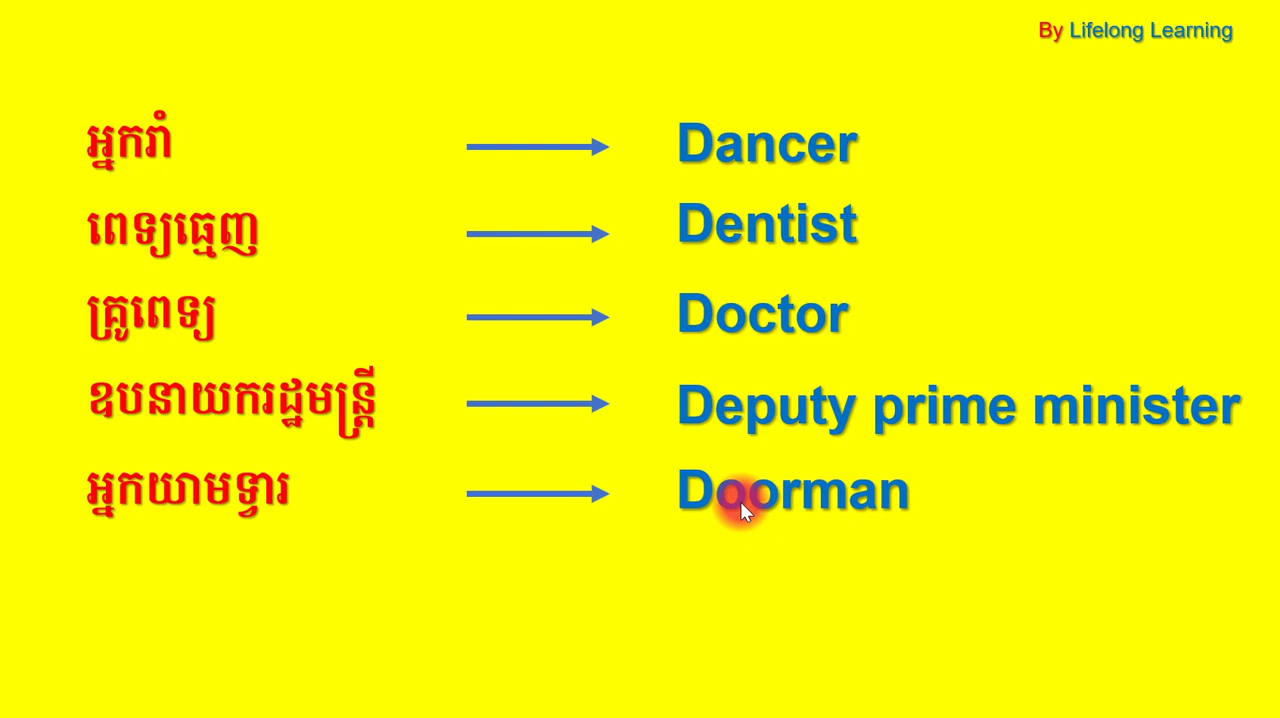 By Lifelong Learning
អ្នករាំ Dancer
ពេទ្យធ្មេញ Dentist
គ្រូពេទ្យ Doctor
ឧបនាយករដ្ឋមន្ត្រី Deputy prime minister
អ្នកយាមទ្វារ Doorman